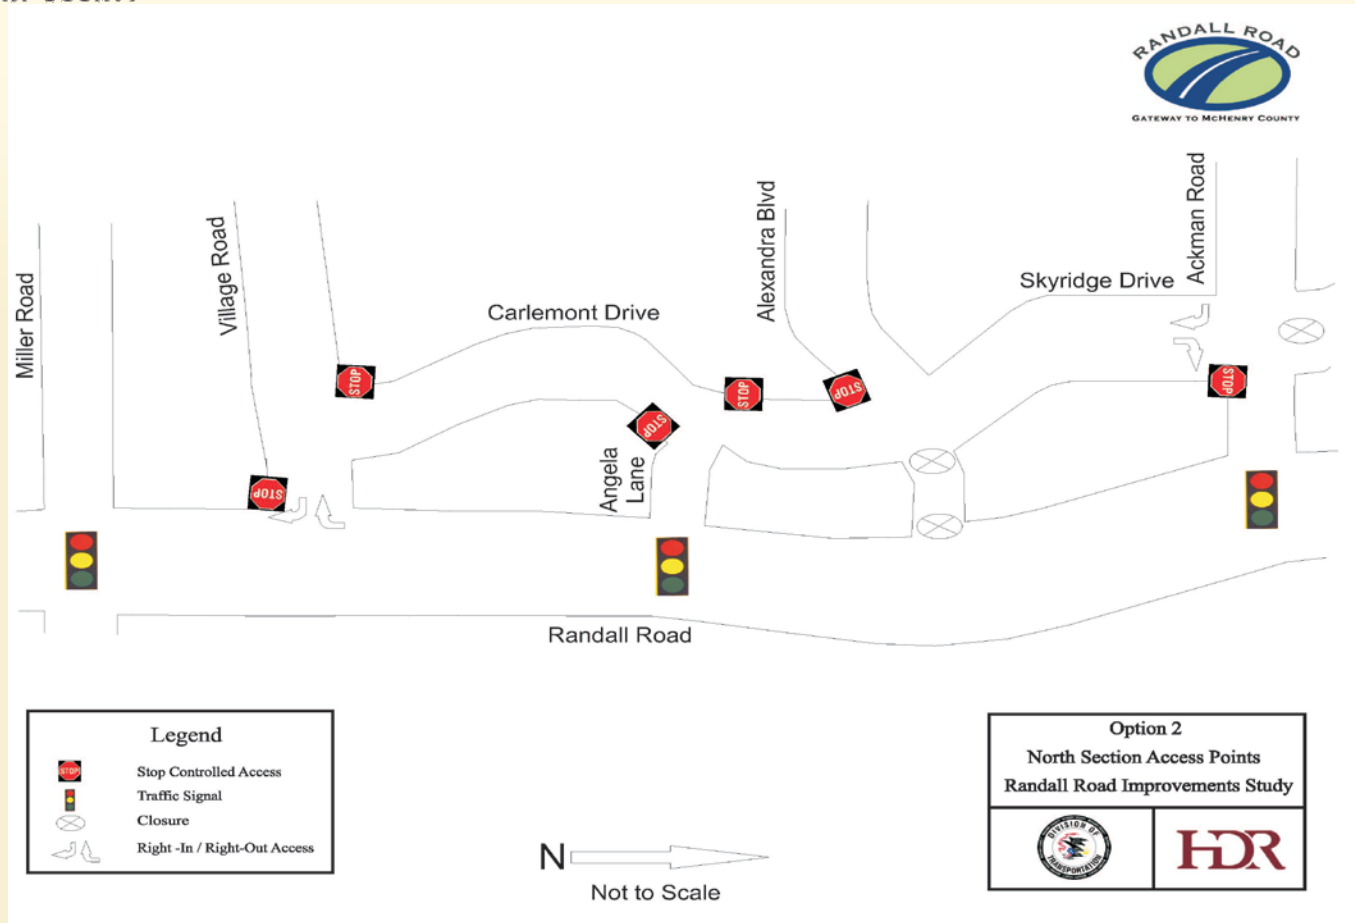 RANDALL ROAD
GATEWAY TO MCHENRY COUNTY
Miller Road
Village Road
Carlemont Drive
Alexandra Blvd
Skyridge Drive
Ackman Road
STOP
STOP
STOP
STOP
STOP
STOP
Angela
Lane
Randall Road
Legend
STOP
Stop Controlled Access
Traffic Signal
Closure
Right -In / Right-Out Access
N
Not to Scale
Option 2
North Section Access Points
Randall Road Improvements Study
DIVISION OF
TRANSPORTATION
HDR